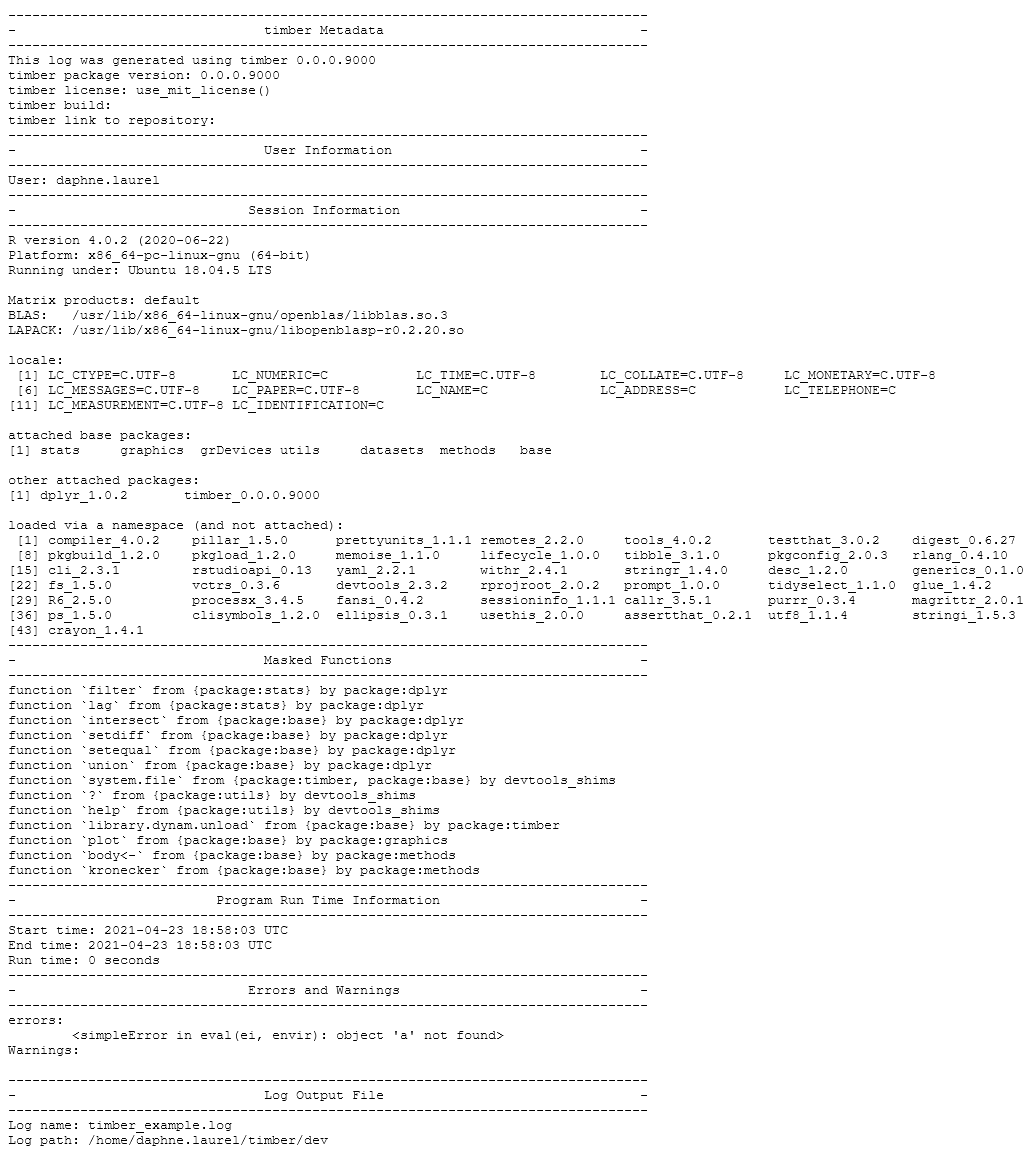 --------------------------------------------------------------------------------
-                               timber Metadata                                -
--------------------------------------------------------------------------------
This log was generated using timber 0.0.0.9000
timber package version: 0.0.0.9000
timber license: use_mit_license()
timber build:
timber link to repository:
--------------------------------------------------------------------------------
-                               User Information                               -
--------------------------------------------------------------------------------
User: daphne.laurel
--------------------------------------------------------------------------------
-                             Session Information                              -
--------------------------------------------------------------------------------
R version 4.0.2 (2020-06-22)
Platform: x86_64-pc-linux-gnu (64-bit)
Running under: Ubuntu 18.04.5 LTS

Matrix products: default
BLAS:   /usr/lib/x86_64-linux-gnu/openblas/libblas.so.3
LAPACK: /usr/lib/x86_64-linux-gnu/libopenblasp-r0.2.20.so

locale:
 [1] LC_CTYPE=C.UTF-8       LC_NUMERIC=C           LC_TIME=C.UTF-8        LC_COLLATE=C.UTF-8     LC_MONETARY=C.UTF-8
 [6] LC_MESSAGES=C.UTF-8    LC_PAPER=C.UTF-8       LC_NAME=C              LC_ADDRESS=C           LC_TELEPHONE=C
[11] LC_MEASUREMENT=C.UTF-8 LC_IDENTIFICATION=C

attached base packages:
[1] stats     graphics  grDevices utils     datasets  methods   base

other attached packages:
[1] dplyr_1.0.2       timber_0.0.0.9000

loaded via a namespace (and not attached):
 [1] compiler_4.0.2    pillar_1.5.0      prettyunits_1.1.1 remotes_2.2.0     tools_4.0.2       testthat_3.0.2    digest_0.6.27
 [8] pkgbuild_1.2.0    pkgload_1.2.0     memoise_1.1.0     lifecycle_1.0.0   tibble_3.1.0      pkgconfig_2.0.3   rlang_0.4.10
[15] cli_2.3.1         rstudioapi_0.13   yaml_2.2.1        withr_2.4.1       stringr_1.4.0     desc_1.2.0        generics_0.1.0
[22] fs_1.5.0          vctrs_0.3.6       devtools_2.3.2    rprojroot_2.0.2   prompt_1.0.0      tidyselect_1.1.0  glue_1.4.2
[29] R6_2.5.0          processx_3.4.5    fansi_0.4.2       sessioninfo_1.1.1 callr_3.5.1       purrr_0.3.4       magrittr_2.0.1
[36] ps_1.5.0          clisymbols_1.2.0  ellipsis_0.3.1    usethis_2.0.0     assertthat_0.2.1  utf8_1.1.4        stringi_1.5.3
[43] crayon_1.4.1
--------------------------------------------------------------------------------
-                               Masked Functions                               -
--------------------------------------------------------------------------------
function `filter` from {package:stats} by package:dplyr
function `lag` from {package:stats} by package:dplyr
function `intersect` from {package:base} by package:dplyr
function `setdiff` from {package:base} by package:dplyr
function `setequal` from {package:base} by package:dplyr
function `union` from {package:base} by package:dplyr
function `system.file` from {package:timber, package:base} by devtools_shims
function `?` from {package:utils} by devtools_shims
function `help` from {package:utils} by devtools_shims
function `library.dynam.unload` from {package:base} by package:timber
function `plot` from {package:base} by package:graphics
function `body<-` from {package:base} by package:methods
function `kronecker` from {package:base} by package:methods
--------------------------------------------------------------------------------
-                         Program Run Time Information                         -
--------------------------------------------------------------------------------
Start time: 2021-04-23 18:58:03 UTC
End time: 2021-04-23 18:58:03 UTC
Run time: 0 seconds
--------------------------------------------------------------------------------
-                             Errors and Warnings                              -
--------------------------------------------------------------------------------
errors:
        <simpleError in eval(ei, envir): object 'a' not found>
Warnings:

--------------------------------------------------------------------------------
-                               Log Output File                                -
--------------------------------------------------------------------------------
Log name: timber_example.log
Log path: /home/daphne.laurel/timber/dev